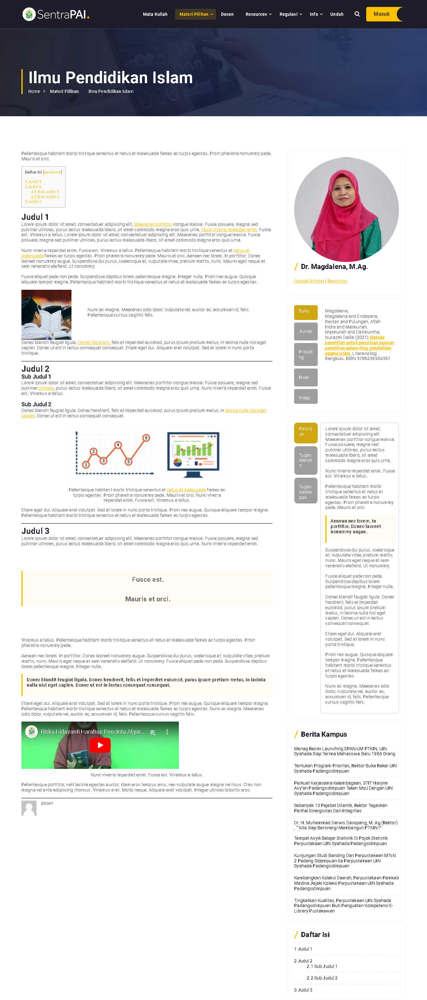 SentraPAI.
Mata Kuliah
Materi Pilihan
Dosen
Resources
Regulasi
Info
Unduh
Masuk
Ilmu Pendidikan Islam
Home > Materi Pilihan Ilmu Pendidikan Islam
Pellentesque habitant morbi tristique senectus et netus et malesuada fames ac turpis egestas. Proin pharetra nonummy pede.
Mauris et orci.
Daftar Isi [sembunyi]
1 Judul 1
2 Judul 2
2.1 Sub Judul 1
2.2 Sub Judul 2
3 Judul 3
Judul 1
Lorem ipsum dolor sit amet, consectetuer adipiscing elit. Maecenas porttitor congue massa. Fusce posuere, magna sed
pulvinar ultricies, purus lectus malesuada libero, sit amet commodo magna eros quis urna. Nunc viverra imperdiet enim. Fusce
est. Vivamus a tellus. Lorem ipsum dolor sit amet, consectetuer adipiscing elit. Maecenas porttitor congue massa. Fusce
posuere, magna sed pulvinar ultricies, purus lectus malesuada libero, sit amet commodo magna eros quis urna.
Nunc viverra imperdiet enim. Fusce est. Vivamus a tellus. Pellentesque habitant morbi tristique senectus et netus et
malesuada fames ac turpis egestas. Proin pharetra nonummy pede. Mauris et orci. Aenean nec lorem. In porttitor. Donec
laoreet nonummy augue. Suspendisse dui purus, scelerisque at, vulputate vitae, pretium mattis, nunc. Mauris eget neque at
sem venenatis eleifend. Ut nonummy.
Fusce aliquet pede non pede. Suspendisse dapibus lorem pellentesque magna. Integer nulla. Proin nec augue. Quisque
aliquam tempor magna. Pellentesque habitant morbi tristique senectus et netus et malesuada fames ac turpis egestas.
Nunc ac magna. Maecenas odio dolor, vulputate vel, auctor ac, accumsan id, felis.
Pellentesque cursus sagittis felis.
Donec blandit feugiat ligula. Donec hendrerit, felis et imperdiet euismod, purus ipsum pretium metus, in lacinia nulla nisl eget
sapien. Donec ut est in lectus consequat consequat. Etiam eget dui. Aliquam erat volutpat. Sed at lorem in nunc porta
tristique.
Judul 2
Sub Judul 1
Lorem ipsum dolor sit amet, consectetuer adipiscing elit. Maecenas porttitor congue massa. Fusce posuere, magna sed
pulvinar ultricies, purus lectus malesuada libero, sit amet commodo magna eros quis urna. Nunc viverra imperdiet enim. Fusce
est. Vivamus a tellus.
Sub Judul 2
Donec blandit feugiat ligula. Donec hendrerit, felis et imperdiet euismod, purus ipsum pretium metus, in lacinia nulla nisl eget
sapien. Donec ut est in lectus consequat consequat.
1 2 3 4 5 6
Pellentesque habitant morbi tristique senectus et netus et malesuada fames ac
turpis egestas. Proin pharetra nonummy pede. Mauris et orci. Nunc viverra
imperdiet enim. Fusce est. Vivamus a tellus.
Etiam eget dui. Aliquam erat volutpat. Sed at lorem in nunc porta tristique. Proin nec augue. Quisque aliquam tempor magna.
Pellentesque habitant morbi tristique senectus et netus et malesuada fames ac turpis egestas.
Judul 3
Lorem ipsum dolor sit amet, consectetuer adipiscing elit. Maecenas porttitor congue massa. Fusce posuere, magna sed
pulvinar ultricies, purus lectus malesuada libero, sit amet commodo magna eros quis urna. Nunc viverra imperdiet enim.
Fusce est.
Mauris et orci.
Vivamus a tellus. Pellentesque habitant morbi tristique senectus et netus et malesuada fames ac turpis egestas. Proin
pharetra nonummy pede.
Aenean nec lorem. In porttitor. Donec laoreet nonummy augue. Suspendisse dui purus, scelerisque at, vulputate vitae, pretium
mattis, nunc. Mauris eget neque at sem venenatis eleifend. Ut nonummy. Fusce aliquet pede non pede. Suspendisse dapibus
lorem pellentesque magna. Integer nulla.
Donec blandit feugiat ligula. Donec hendrerit, felis et imperdiet euismod, purus ipsum pretium metus, in lacinia
nulla nisl eget sapien. Donec ut est in lectus consequat consequat.
Etiam eget dui. Aliquam erat volutpat. Sed at lorem in nunc porta tristique. Proin nec augue. Quisque aliquam tempor magna.
Pellentesque habitant morbi tristique senectus et netus et malesuada fames ac turpis egestas. Nunc ac magna. Maecenas
odio dolor, vulputate vel, auctor ac, accumsan id, felis. Pellentesque cursus sagittis felis.
Riska Hidayanti Harahap Pencinta Alqur...
Nunc viverra imperdiet enim. Fusce est. Vivamus a tellus.
Pellentesque porttitor, velit lacinia egestas auctor, diam eros tempus arcu, nec vulputate augue magna vel risus. Cras non
magna vel ante adipiscing rhoncus. Vivamus a mi. Morbi neque. Aliquam erat volutpat. Integer ultrices lobortis eros.
dosen
Dr. Magdalena, M.Ag.
Google Scholar | Repositori
Buku
Jurnal
Prosidi
ng
Riset
Video
Magdalena,
Magdalena and Endayana,
Bestari and Pulungan, Aflah
Indra and Maimunah,
Maimunah and Dalimunthe,
Nurazmi Dalila (2021) Metode
penelitian untuk penulisan laporan
penelitian dalam ilmu pendidikan
agama Islam. Literasiologi,
Bengkulu. ISBN 9786236904367
Petunj
uk
Tugas
Mandi
ri
Tugas
Kelom
pok
Lorem ipsum dolor sit amet,
consectetuer adipiscing elit.
Maecenas porttitor congue massa.
Fusce posuere, magna sed
pulvinar ultricies, purus lectus
malesuada libero, sit amet
commodo magna eros quis urna.
Nunc viverra imperdiet enim. Fusce
est. Vivamus a tellus.
Pellentesque habitant morbi
tristique senectus et netus et
malesuada fames ac turpis
egestas. Proin pharetra nonummy
pede. Mauris et orci.
Aenean nec lorem. In
porttitor. Donec laoreet
nonummy augue.
Suspendisse dui purus, scelerisque
at, vulputate vitae, pretium mattis,
nunc. Mauris eget neque at sem
venenatis eleifend. Ut nonummy.
Fusce aliquet pede non pede.
Suspendisse dapibus lorem
pellentesque magna. Integer nulla.
Donec blandit feugiat ligula. Donec
hendrerit, felis et imperdiet
euismod, purus ipsum pretium
metus, in lacinia nulla nisl eget
sapien. Donec ut est in lectus
consequat consequat.
Etiam eget dui. Aliquam erat
volutpat. Sed at lorem in nunc
porta tristique.
Proin nec augue. Quisque aliquam
tempor magna. Pellentesque
habitant morbi tristique senectus
et netus et malesuada fames ac
turpis egestas.
Nunc ac magna. Maecenas odio
dolor, vulputate vel, auctor ac,
accumsan id, felis. Pellentesque
cursus sagittis felis.
Berita Kampus
Menag Resmi Launching SPAN-UM PTKIN, UIN
Syahada Siap Terima Mahasiswa Baru 1965 Orang
Tentukan Program Prioritas, Rektor Buka Raker UIN
Syahada Padangsidimpuan
Perkuat Kerjasama Kelembagaan, STIT Hasyim
Asy'ari Padangsidimpuan Teken MoU Dengan UIN
Syahada Padangsidimpuan
Sebanyak 13 Pejabat Dilantik, Rektor Tegaskan
Perihal Sinergisitas Dan Integritas
Dr. H. Muhammad Darwis Dasopang, M. Ag (Rektor)
, " Kita Siap Bersinergi Membangun PTKIN !"
Tempat Asyik Belajar Statistik Di Pojok Statistik
Perpustakaan UIN Syahada Padangsidimpuan
Kunjungan Studi Banding Dari Perpustakaan MTsN
2 Padang Sidempuan Ke Perpustakaan UIN
Syahada Padangsidimpuan
Kembangkan Koleksi Daerah, Perpustakaan Pemkab
Madina Jajaki Koleksi Perpustakaan UIN Syahada
Padangsidimpuan
Tingkatkan Kualitas, Perpustakaan UIN Syahada
Padangsidimpuan Ikuti Penguatan Kompetensi E-
Library Pustakawan
Daftar Isi
1 Judul 1
2 Judul 2
2.1 Sub Judul 1
2.2 Sub Judul 2
3 Judul 3